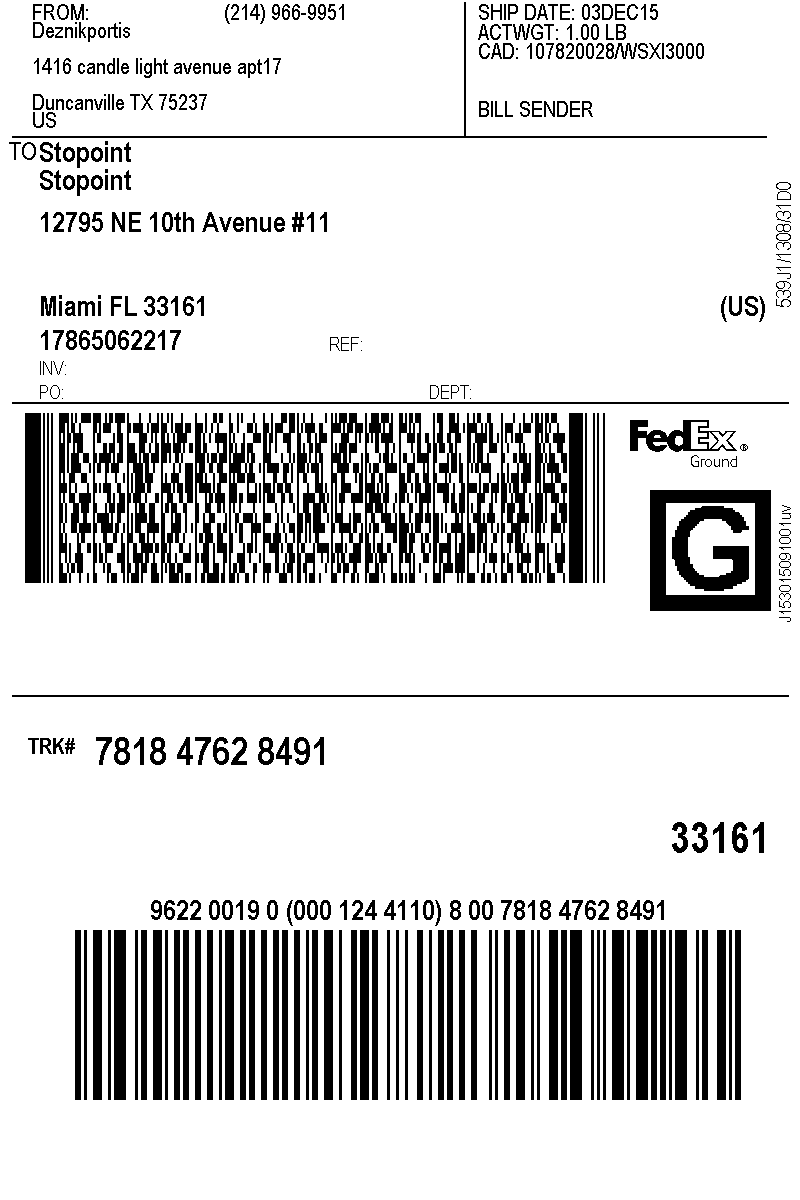 FROM: (214) 966-9951
Deznikportis
1416 candle light avenue apt17
Duncanville TX 75237
US
SHIP DATE: 03DEC15
ACTWGT: 1.00 LB
CAD: 107820028/WSXI3000
BILL SENDER
TO Stopoint
Stopoint
12795 NE 10th Avenue #11
Miami FL 33161 (US)
17865062217 REF:
INV:
PO: DEPT:
539J1/1308/31D0
FedEx®
Ground
G
J153015091001uv
TRK# 7818 4762 8491
33161
9622 0019 0 (000 124 4110) 8 00 7818 4762 8491